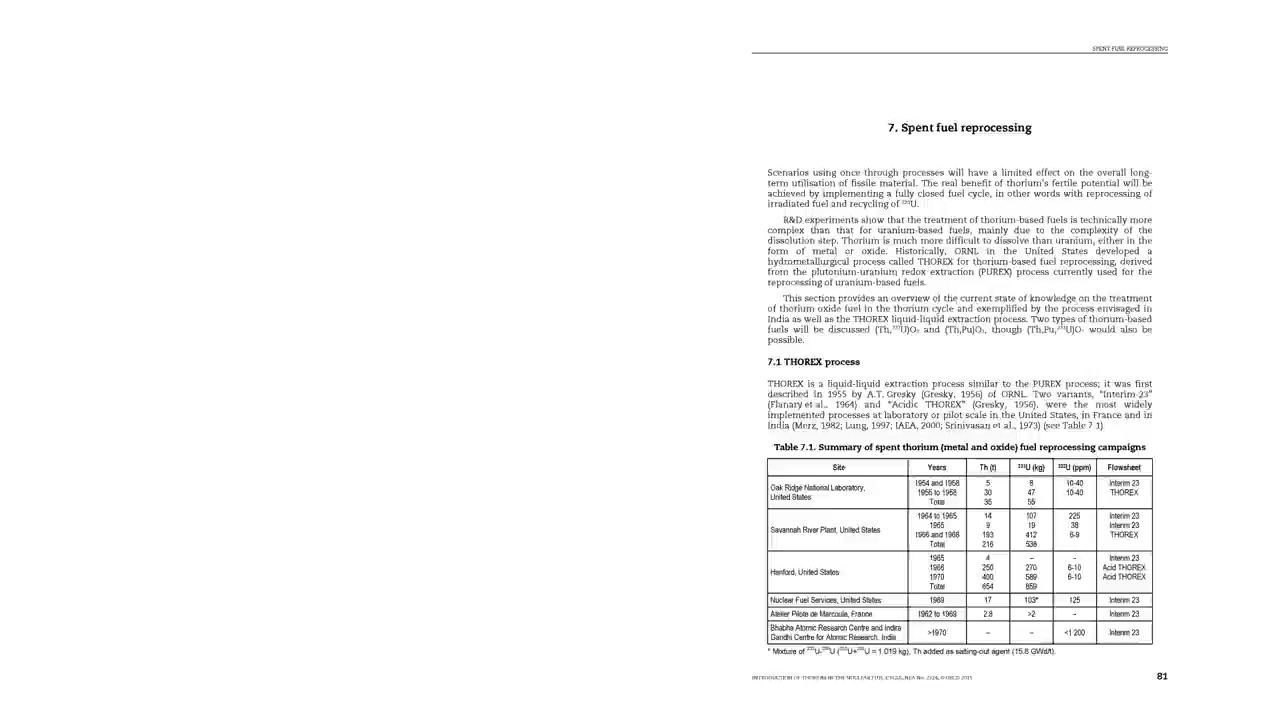 SPENT FUEL REPROCESSING
7. Spent fuel reprocessing
Scenarios using once-through processes will have a limited effect on the overall long-
term utilisation of fissile material. The real benefit of thorium's fertile potential will be
achieved by implementing a fully closed fuel cycle, in other words with reprocessing of
irradiated fuel and recycling of ²³³U.
R&D experiments show that the treatment of thorium-based fuels is technically more
complex than that for uranium-based fuels, mainly due to the complexity of the
dissolution step. Thorium is much more difficult to dissolve than uranium, either in the
form of metal or oxide. Historically, ORNL in the United States developed a
hydrometallurgical process called THOREX for thorium-based fuel reprocessing, derived
from the plutonium-uranium redox extraction (PUREX) process currently used for the
reprocessing of uranium-based fuels.
This section provides an overview of the current state of knowledge on the treatment
of thorium oxide fuel in the thorium cycle and exemplified by the process envisaged in
India as well as the THOREX liquid-liquid extraction process. Two types of thorium-based
fuels will be discussed (Th,²³³U)O₂ and (Th,Pu)O₂, though (Th,Pu,²³³U)O₂ would also be
possible.
7.1 THOREX process
THOREX is a liquid-liquid extraction process similar to the PUREX process; it was first
described in 1955 by A.T. Gresky (Gresky, 1956) of ORNL. Two variants, "Interim-23"
(Flanary et al., 1964) and "Acidic THOREX" (Gresky, 1956), were the most widely
implemented processes at laboratory or pilot scale in the United States, in France and in
India (Merz, 1982; Lung, 1997; IAEA, 2000; Srinivasan et al., 1973) (see Table 7.1)
Table 7.1. Summary of spent thorium (metal and oxide) fuel reprocessing campaigns
Site Years Th (t) ²³³U (kg) ²³²U (ppm) Flowsheet
Oak Ridge National Laboratory, United States
1954 and 1958 5 8 10-40 Interim 23
1955 to 1958 30 47 10-40 THOREX
Total 35 55
Savannah River Plant, United States
1964 to 1965 14 107 225 Interim 23
1965 9 19 38 Interim 23
1966 and 1968 193 412 6-9 THOREX
Total 216 538
Hanford, United States
1965 4 – – Interim 23
1966 250 270 6-10 Acid THOREX
1970 400 589 6-10 Acid THOREX
Total 654 859
Nuclear Fuel Services, United States 1969 17 103* 125 Interim 23
Atelier Pilote de Marcoule, France 1962 to 1969 2.8 >2 – Interim 23
Bhabha Atomic Research Centre and Indira
Gandhi Centre for Atomic Research, India >1970 – – <1 200 Interim 23
* Mixture of
= 1 019 kg), Th added as salting-out agent (15.8 GWd/t).
INTRODUCTION OF THORIUM IN THE NUCLEAR FUEL CYCLE, NEA No. 7224, © OECD 2015
81